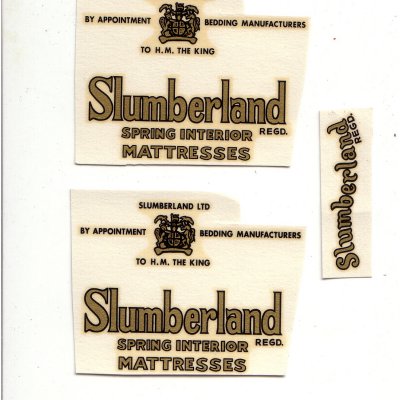 BY APPOINTMENT BEDDING MANUFACTURERS
TO H.M. THE KING
Slumberland
SPRING INTERIOR REGD.
MATTRESSES
Slumberland
REGD.
SLUMBERLAND LTD
BY APPOINTMENT BEDDING MANUFACTURERS
TO H.M. THE KING
Slumberland
SPRING INTERIOR REGD.
MATTRESSES